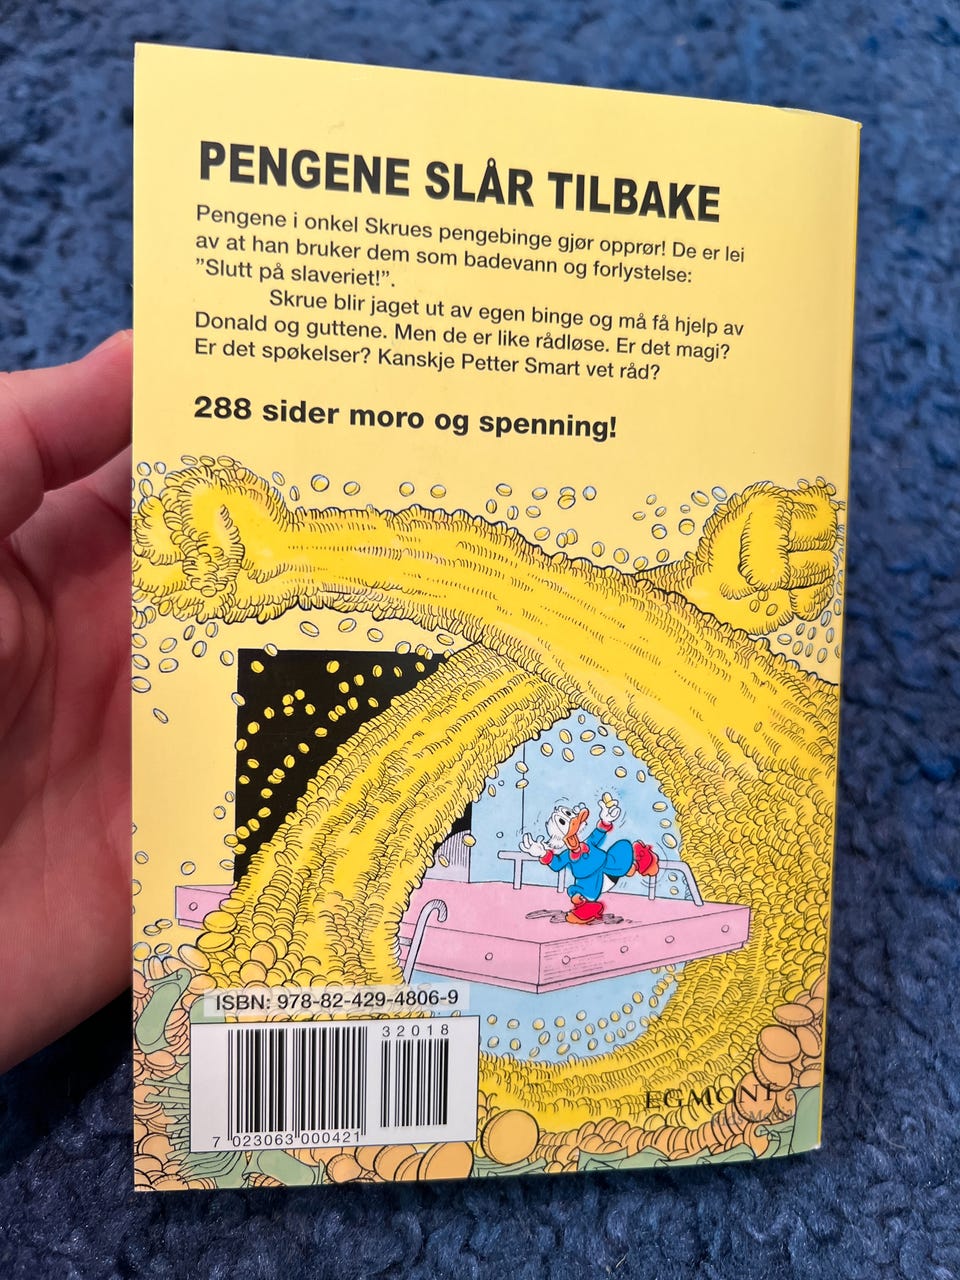 PENGENE SLÅR TILBAKE
Pengene i onkel Skrues pengebinge gjør opprør! De er lei
av at han bruker dem som badevann og forlystelse:
”Slutt på slaveriet!”.
Skrue blir jaget ut av egen binge og må få hjelp av
Donald og guttene. Men de er like rådløse. Er det magi?
Er det spøkelser? Kanskje Petter Smart vet råd?
288 sider moro og spenning!
ISBN: 978-82-429-4806-9
32018
7 023063 000421
EGMONT